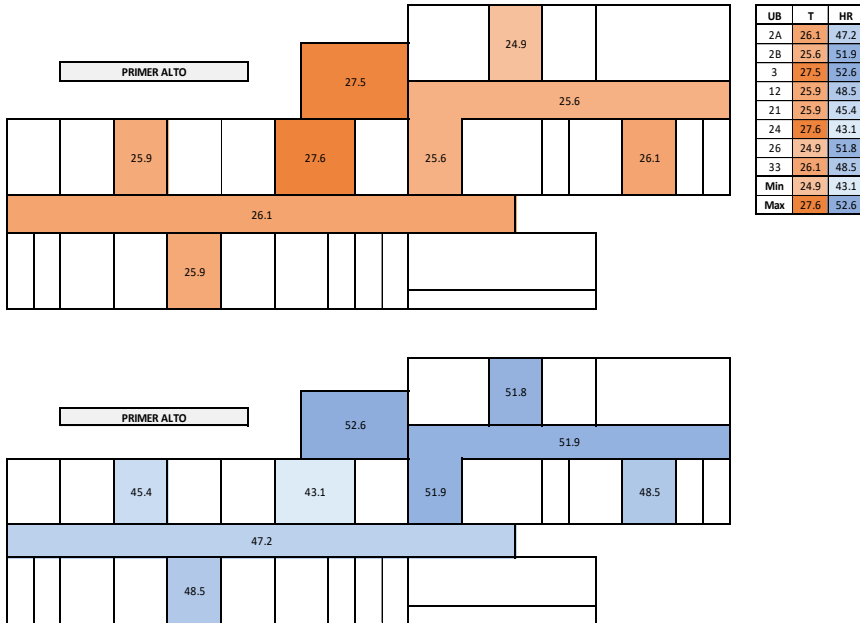 24.9
UB T HR
2A 26.1 47.2
2B 25.6 51.9
3 27.5 52.6
12 25.9 48.5
21 25.9 45.4
24 27.6 43.1
26 24.9 51.8
33 26.1 48.5
Min 24.9 43.1
Max 27.6 52.6
PRIMER ALTO
27.5
25.6
25.9
27.6
25.6
26.1
26.1
25.9
51.8
PRIMER ALTO
52.6
51.9
45.4
43.1
51.9
48.5
47.2
48.5